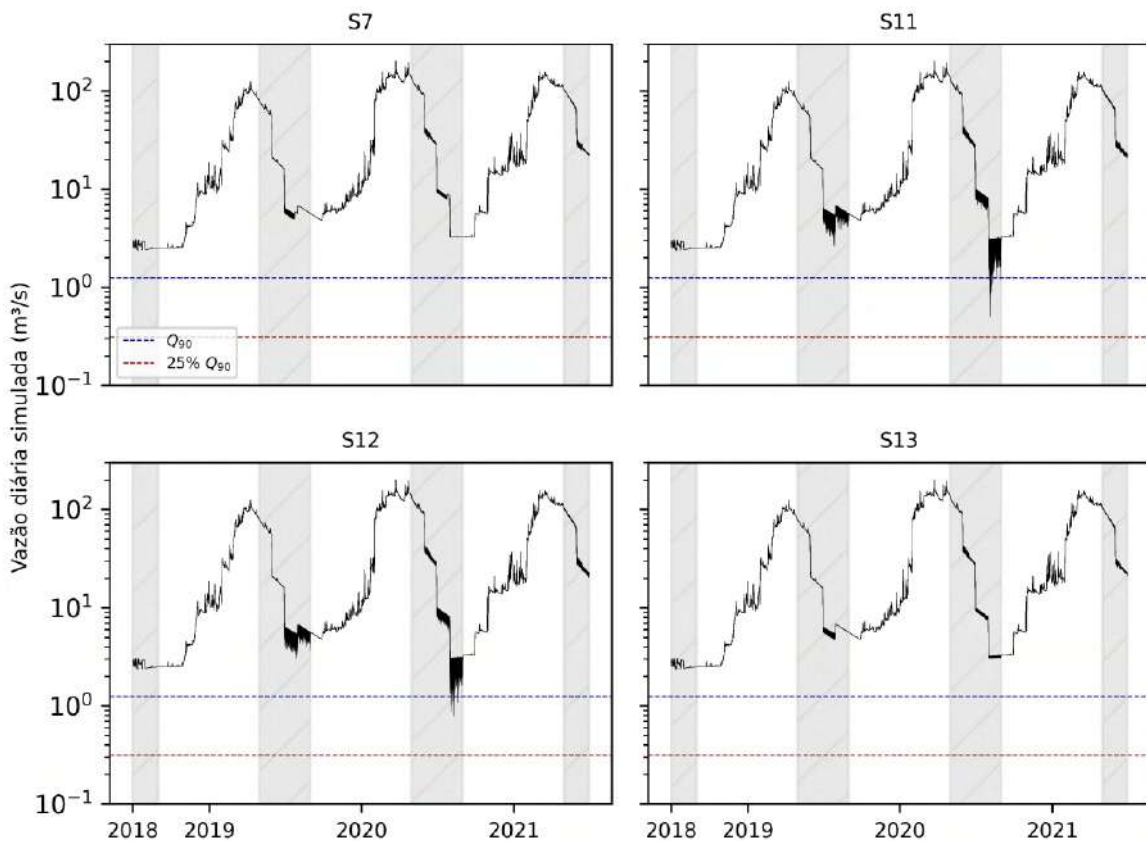 S7
S11
10²
10¹
10⁰
10⁻¹
Q₉₀
25% Q₉₀
Vazão diária simulada (m³/s)
S12
S13
10²
10¹
10⁰
10⁻¹
2018 2019 2020 2021
2018 2019 2020 2021